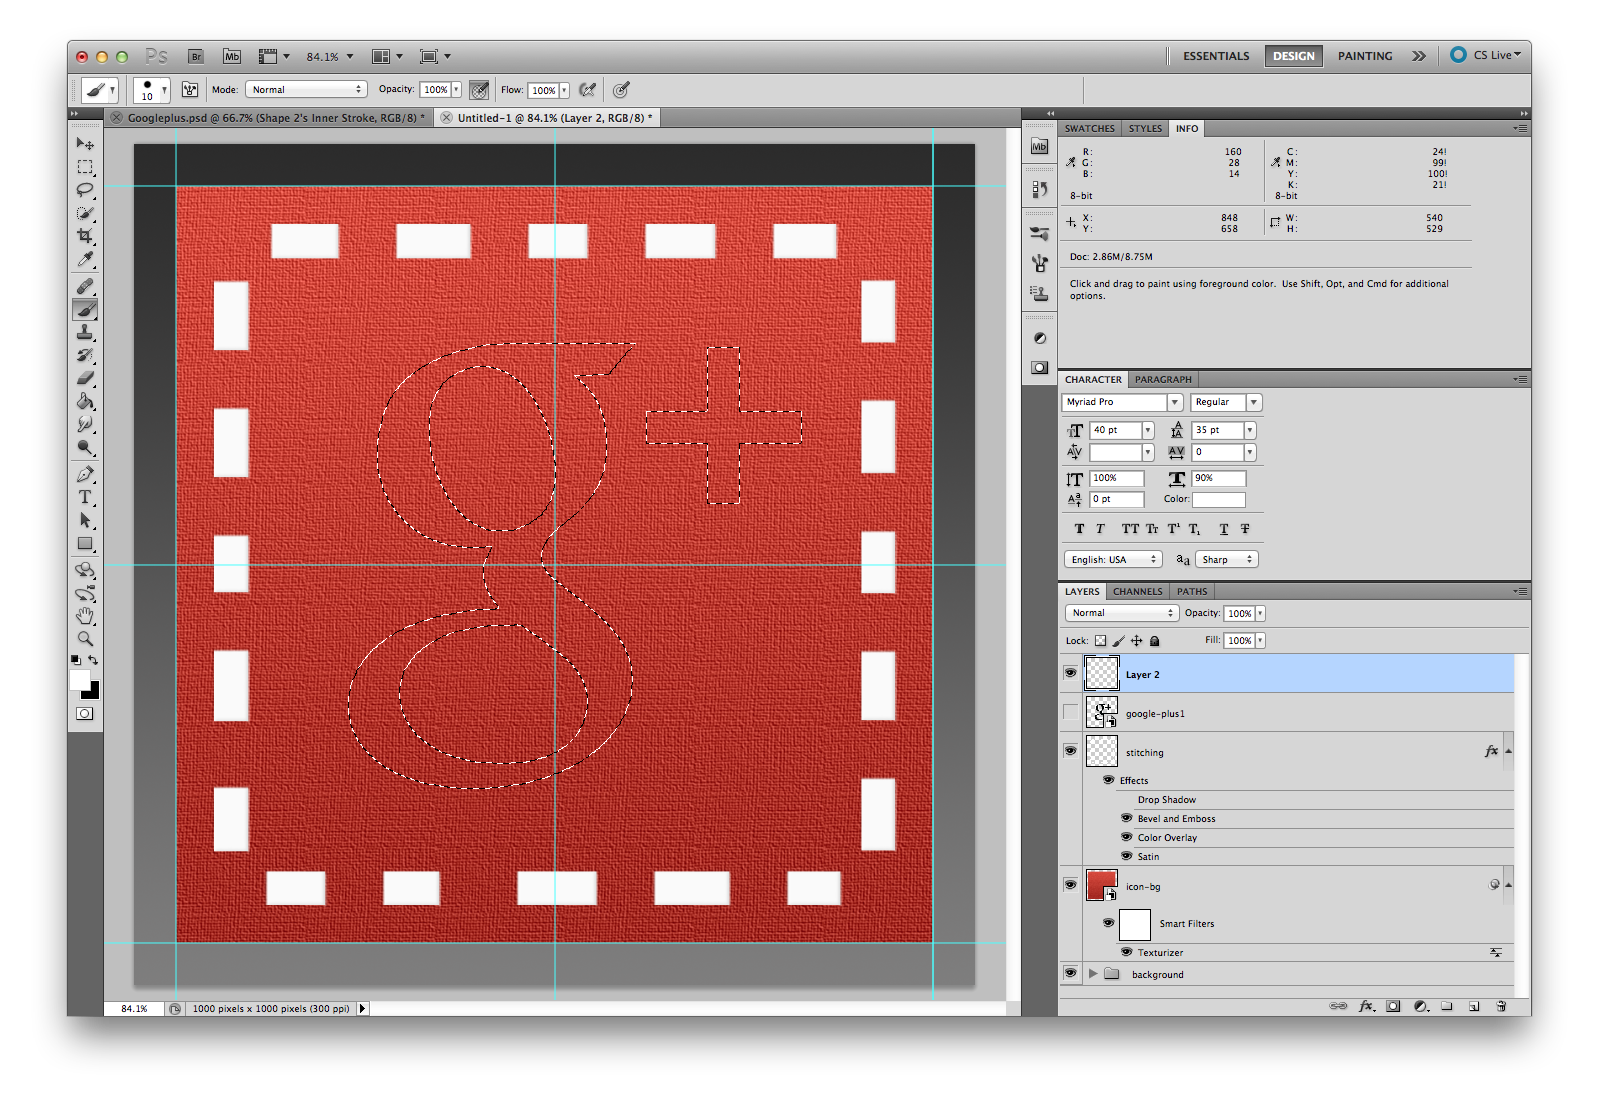 Ps Br Mb 84.1% ESSENTIALS DESIGN PAINTING CS Live
10 Mode: Normal Opacity: 100% Flow: 100%
Googleplus.psd @ 66.7% (Shape 2's Inner Stroke, RGB/8) * Untitled-1 @ 84.1% (Layer 2, RGB/8) *
Mb
SWATCHES STYLES INFO
R: 160 C: 24!
G: 28 M: 99!
B: 14 Y: 100!
K: 21!
8-bit 8-bit
X: 848 W: 540
Y: 658 H: 529
Doc: 2.86M/8.75M
Click and drag to paint using foreground color. Use Shift, Opt, and Cmd for additional
options.
CHARACTER PARAGRAPH
Myriad Pro Regular
40 pt 35 pt
0
100% 90%
0 pt Color:
T T TT Tr T¹ T₁ T T
English: USA aa Sharp
LAYERS CHANNELS PATHS
Normal Opacity: 100%
Lock: Fill: 100%
Layer 2
google-plus1
stitching fx
Effects
Drop Shadow
Bevel and Emboss
Color Overlay
Satin
icon-bg
Smart Filters
Texturizer
background
g+
84.1% 1000 pixels x 1000 pixels (300 ppi) fx